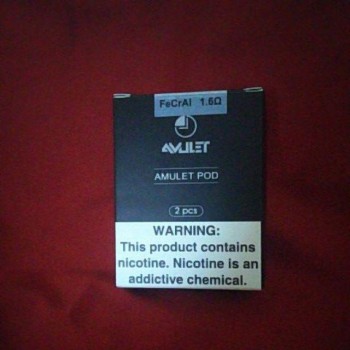 FeCrAl 1.6Ω
AMULET
AMULET POD
2 pcs
WARNING:
This product contains
nicotine. Nicotine is an
addictive chemical.